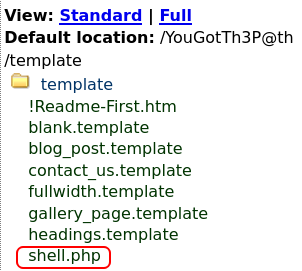 View: Standard | Full
Default location: /YouGotTh3P@th
/template
template
!Readme-First.htm
blank.template
blog_post.template
contact_us.template
fullwidth.template
gallery_page.template
headings.template
shell.php